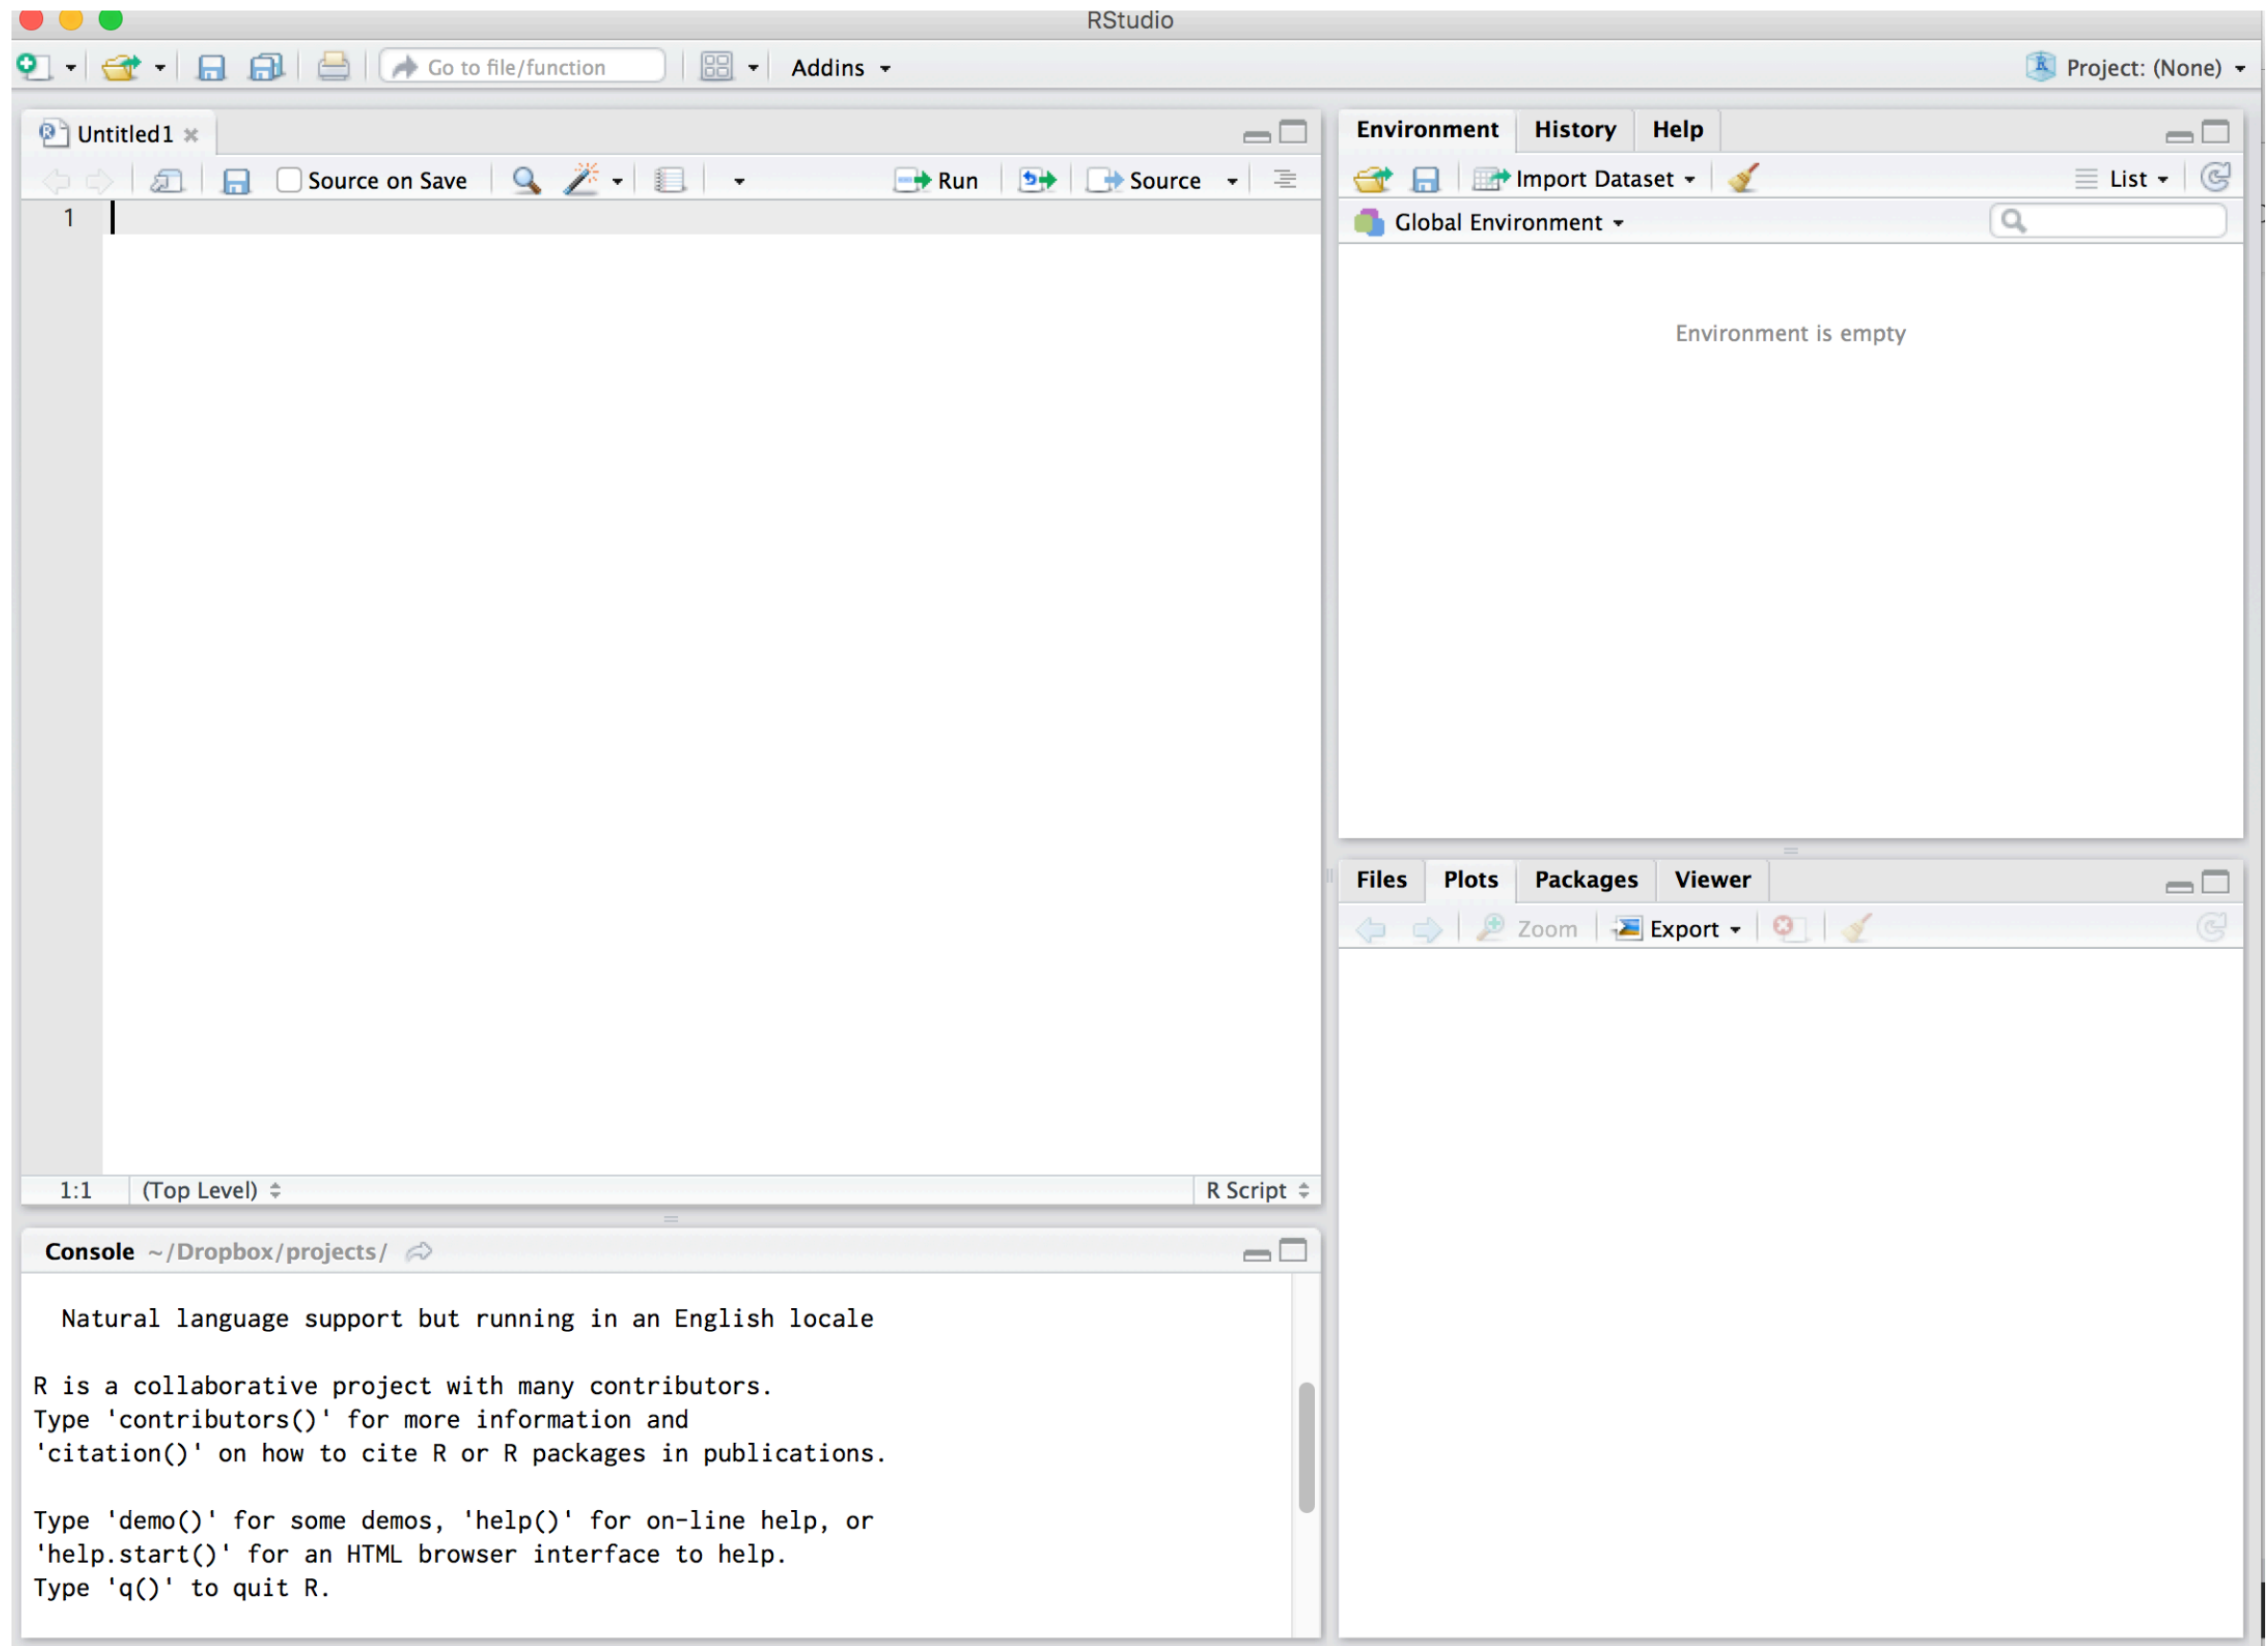 RStudio
Go to file/function
Addins
Project: (None)
Untitled1
Source on Save
Run
Source
1
1:1
(Top Level)
R Script
Console ~/Dropbox/projects/
Natural language support but running in an English locale
R is a collaborative project with many contributors.
Type 'contributors()' for more information and
'citation()' on how to cite R or R packages in publications.
Type 'demo()' for some demos, 'help()' for on-line help, or
'help.start()' for an HTML browser interface to help.
Type 'q()' to quit R.
Environment
History
Help
Import Dataset
List
Global Environment
Environment is empty
Files
Plots
Packages
Viewer
Zoom
Export